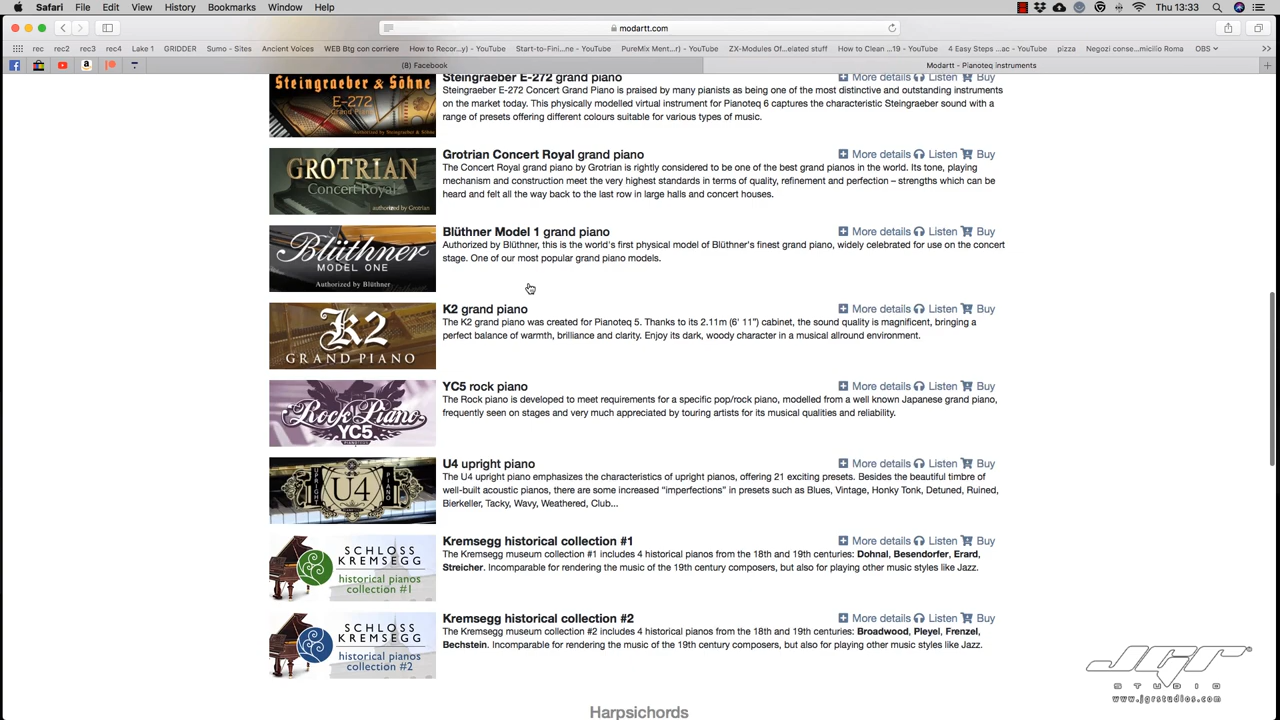 Safari File Edit View History Bookmarks Window Help Thu 13:33
modartt.com
rec rec2 rec3 rec4 Lake 1 GRIDDER Sumo - Sites Ancient Voices WEB Btg con corriere How to Recor...y) - YouTube Start-to-Fini...ne - YouTube PureMix Ment...r) - YouTube ZX-Modules Of...elated stuff How to Clean ...19 - YouTube 4 Easy Steps ...ac - YouTube pizza Negozi conse...micilio Roma OBS
(8) Facebook Modartt - Pianoteq instruments
Steingraeber & Söhne
E-272
Grand Piano
Authorized by Steingraeber & Söhne
Steingraeber E-272 grand piano More details Listen Buy
Steingraeber E-272 Concert Grand Piano is praised by many pianists as being one of the most distinctive and outstanding instruments
on the market today. This physically modelled virtual instrument for Pianoteq 6 captures the characteristic Steingraeber sound with a
range of presets offering different colours suitable for various types of music.
GROTRIAN
Concert Royal
authorized by Grotrian
Grotrian Concert Royal grand piano More details Listen Buy
The Concert Royal grand piano by Grotrian is rightly considered to be one of the best grand pianos in the world. Its tone, playing
mechanism and construction meet the very highest standards in terms of quality, refinement and perfection – strengths which can be
heard and felt all the way back to the last row in large halls and concert houses.
Blüthner
MODEL ONE
Authorized by Blüthner
Blüthner Model 1 grand piano More details Listen Buy
Authorized by Blüthner, this is the world's first physical model of Blüthner's finest grand piano, widely celebrated for use on the concert
stage. One of our most popular grand piano models.
K2
GRAND PIANO
K2 grand piano More details Listen Buy
The K2 grand piano was created for Pianoteq 5. Thanks to its 2.11m (6' 11") cabinet, the sound quality is magnificent, bringing a
perfect balance of warmth, brilliance and clarity. Enjoy its dark, woody character in a musical allround environment.
Rock Piano
YC5
PIANOTEQ
YC5 rock piano More details Listen Buy
The Rock piano is developed to meet requirements for a specific pop/rock piano, modelled from a well known Japanese grand piano,
frequently seen on stages and very much appreciated by touring artists for its musical qualities and reliability.
UPRIGHT U4 PIANO
U4 upright piano More details Listen Buy
The U4 upright piano emphasizes the characteristics of upright pianos, offering 21 exciting presets. Besides the beautiful timbre of
well-built acoustic pianos, there are some increased "imperfections" in presets such as Blues, Vintage, Honky Tonk, Detuned, Ruined,
Bierkeller, Tacky, Wavy, Weathered, Club...
SCHLOSS
KREMSEGG
historical pianos
collection #1
Kremsegg historical collection #1 More details Listen Buy
The Kremsegg museum collection #1 includes 4 historical pianos from the 18th and 19th centuries: Dohnal, Besendorfer, Erard,
Streicher. Incomparable for rendering the music of the 19th century composers, but also for playing other music styles like Jazz.
SCHLOSS
KREMSEGG
historical pianos
collection #2
Kremsegg historical collection #2 More details Listen Buy
The Kremsegg museum collection #2 includes 4 historical pianos from the 18th and 19th centuries: Broadwood, Pleyel, Frenzel,
Bechstein. Incomparable for rendering the music of the 19th century composers, but also for playing other music styles like Jazz.
Harpsichords
JGR
STUDIO
www.jgrstudios.com